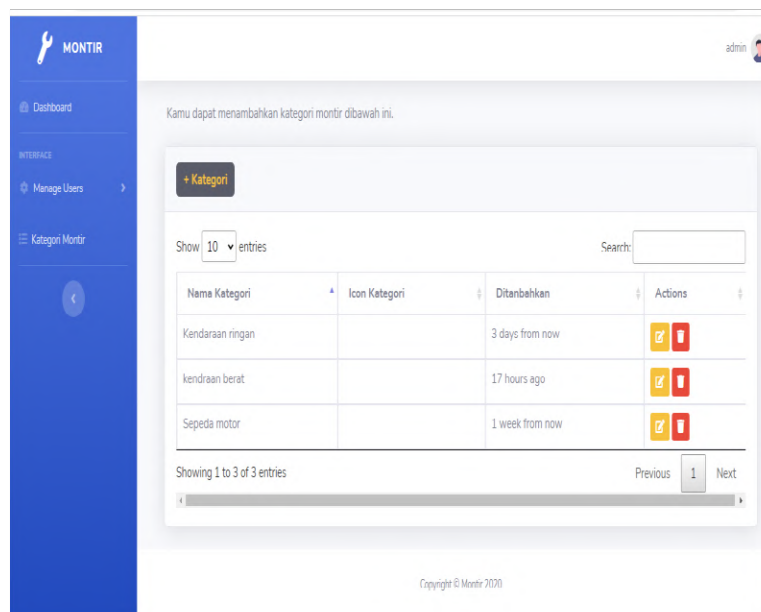 MONTIR
admin
Dashboard
Kamu dapat menambahkan kategori montir dibawah ini.
INTERFACE
Manage Users
Kategori Montir
+ Kategori
Show 10 entries
Search:
Nama Kategori Icon Kategori Ditanbahkan Actions
Kendaraan ringan 3 days from now
kendraan berat 17 hours ago
Sepeda motor 1 week from now
Showing 1 to 3 of 3 entries
Previous 1 Next
Copyright © Montir 2020